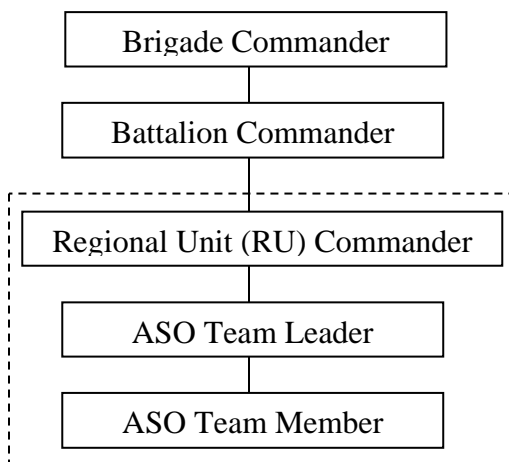 Brigade Commander
Battalion Commander
Regional Unit (RU) Commander
ASO Team Leader
ASO Team Member